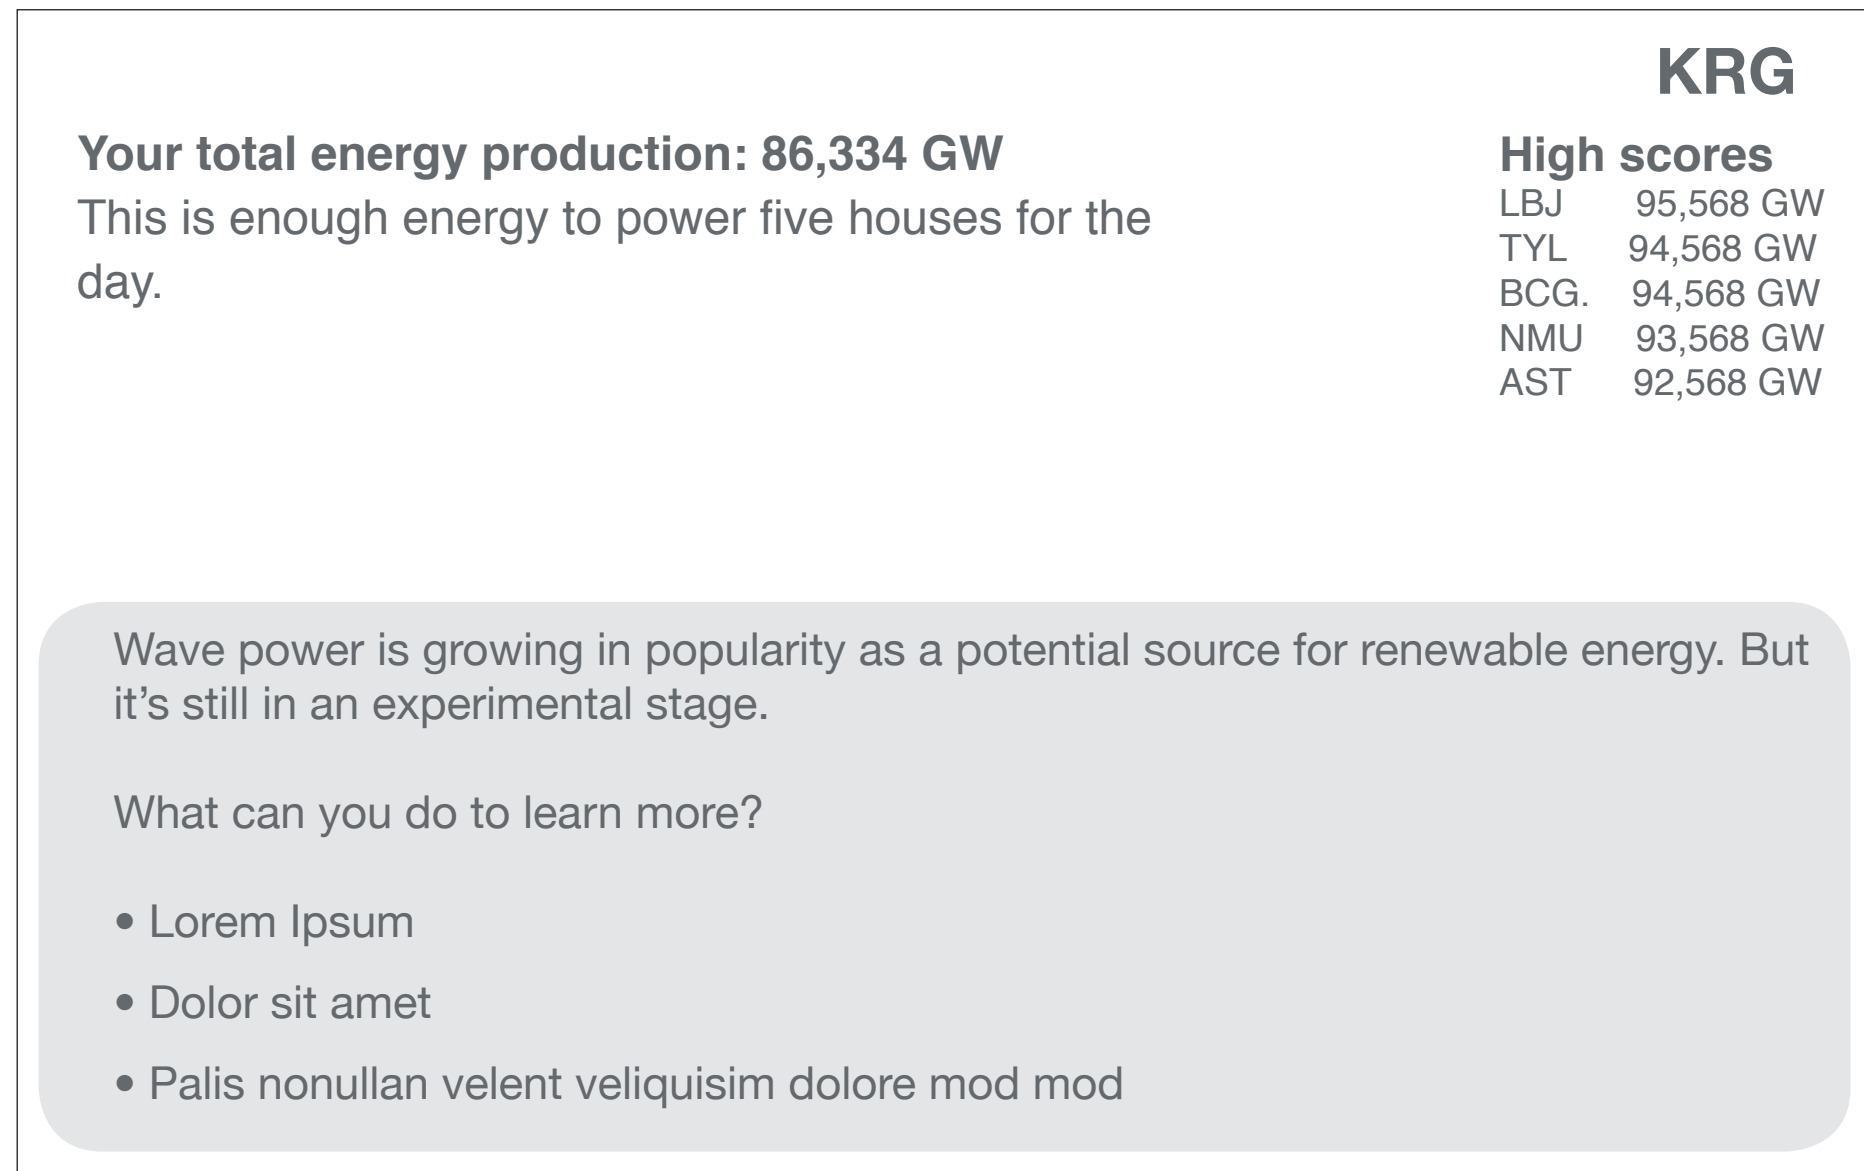 KRG
Your total energy production: 86,334 GW
This is enough energy to power five houses for the
day.
High scores
LBJ 95,568 GW
TYL 94,568 GW
BCG. 94,568 GW
NMU 93,568 GW
AST 92,568 GW
Wave power is growing in popularity as a potential source for renewable energy. But
it’s still in an experimental stage.
What can you do to learn more?
• Lorem Ipsum
• Dolor sit amet
• Palis nonullan velent veliquisim dolore mod mod